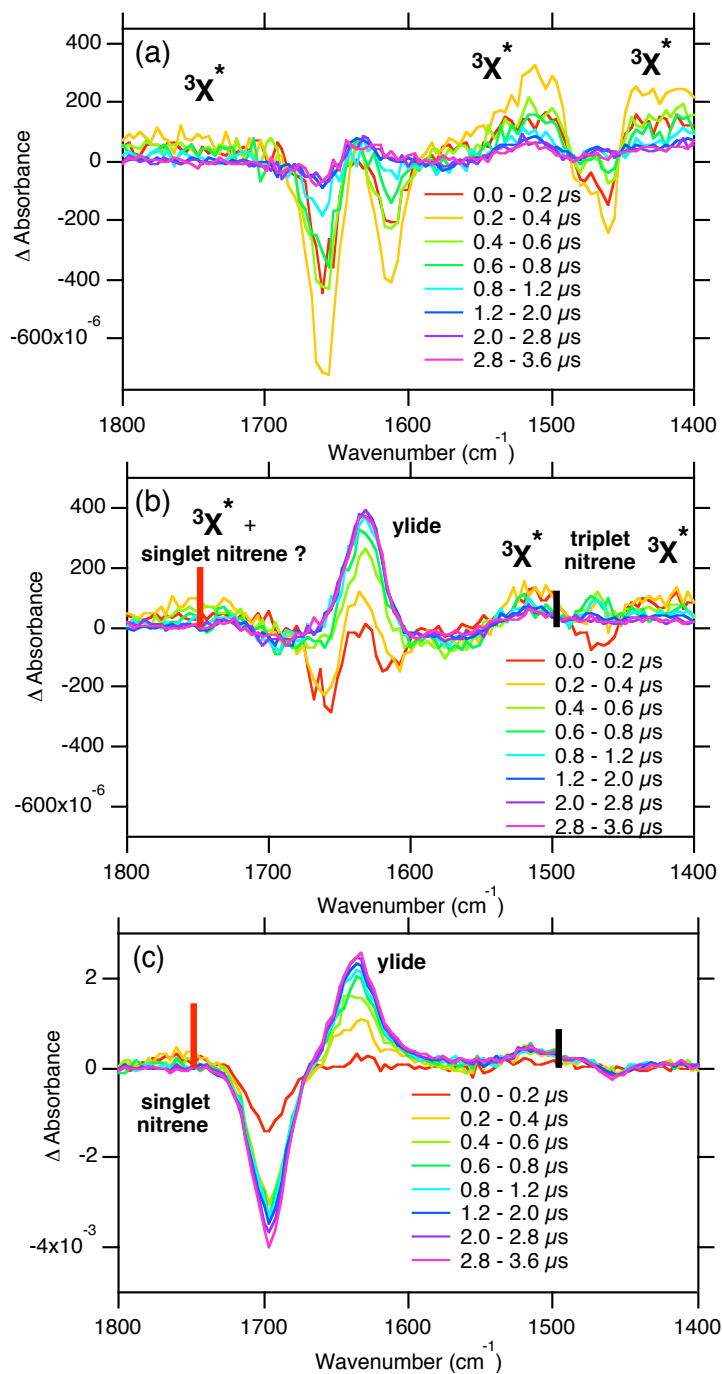 (a)
³X* ³X* ³X*
400
200
0
-200
-400
-600x10⁻⁶
Δ Absorbance
0.0 - 0.2 µs
0.2 - 0.4 µs
0.4 - 0.6 µs
0.6 - 0.8 µs
0.8 - 1.2 µs
1.2 - 2.0 µs
2.0 - 2.8 µs
2.8 - 3.6 µs
1800 1700 1600 1500 1400
Wavenumber (cm⁻¹)
(b)
³X* +
singlet nitrene ?
ylide
³X* triplet nitrene ³X*
400
200
0
-200
-400
-600x10⁻⁶
Δ Absorbance
0.0 - 0.2 µs
0.2 - 0.4 µs
0.4 - 0.6 µs
0.6 - 0.8 µs
0.8 - 1.2 µs
1.2 - 2.0 µs
2.0 - 2.8 µs
2.8 - 3.6 µs
1800 1700 1600 1500 1400
Wavenumber (cm⁻¹)
(c)
ylide
singlet
nitrene
2
0
-2
-4x10⁻³
Δ Absorbance
0.0 - 0.2 µs
0.2 - 0.4 µs
0.4 - 0.6 µs
0.6 - 0.8 µs
0.8 - 1.2 µs
1.2 - 2.0 µs
2.0 - 2.8 µs
2.8 - 3.6 µs
1800 1700 1600 1500 1400
Wavenumber (cm⁻¹)